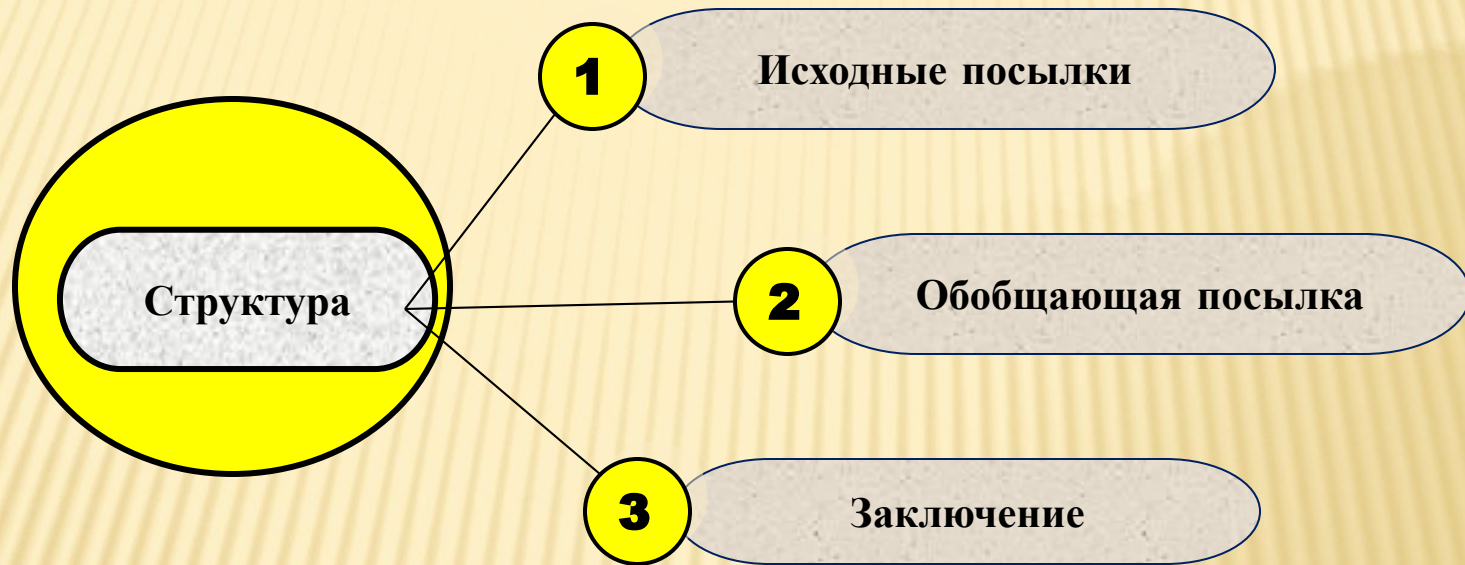 1
Исходные посылки
Структура
2
Обобщающая посылка
3
Заключение